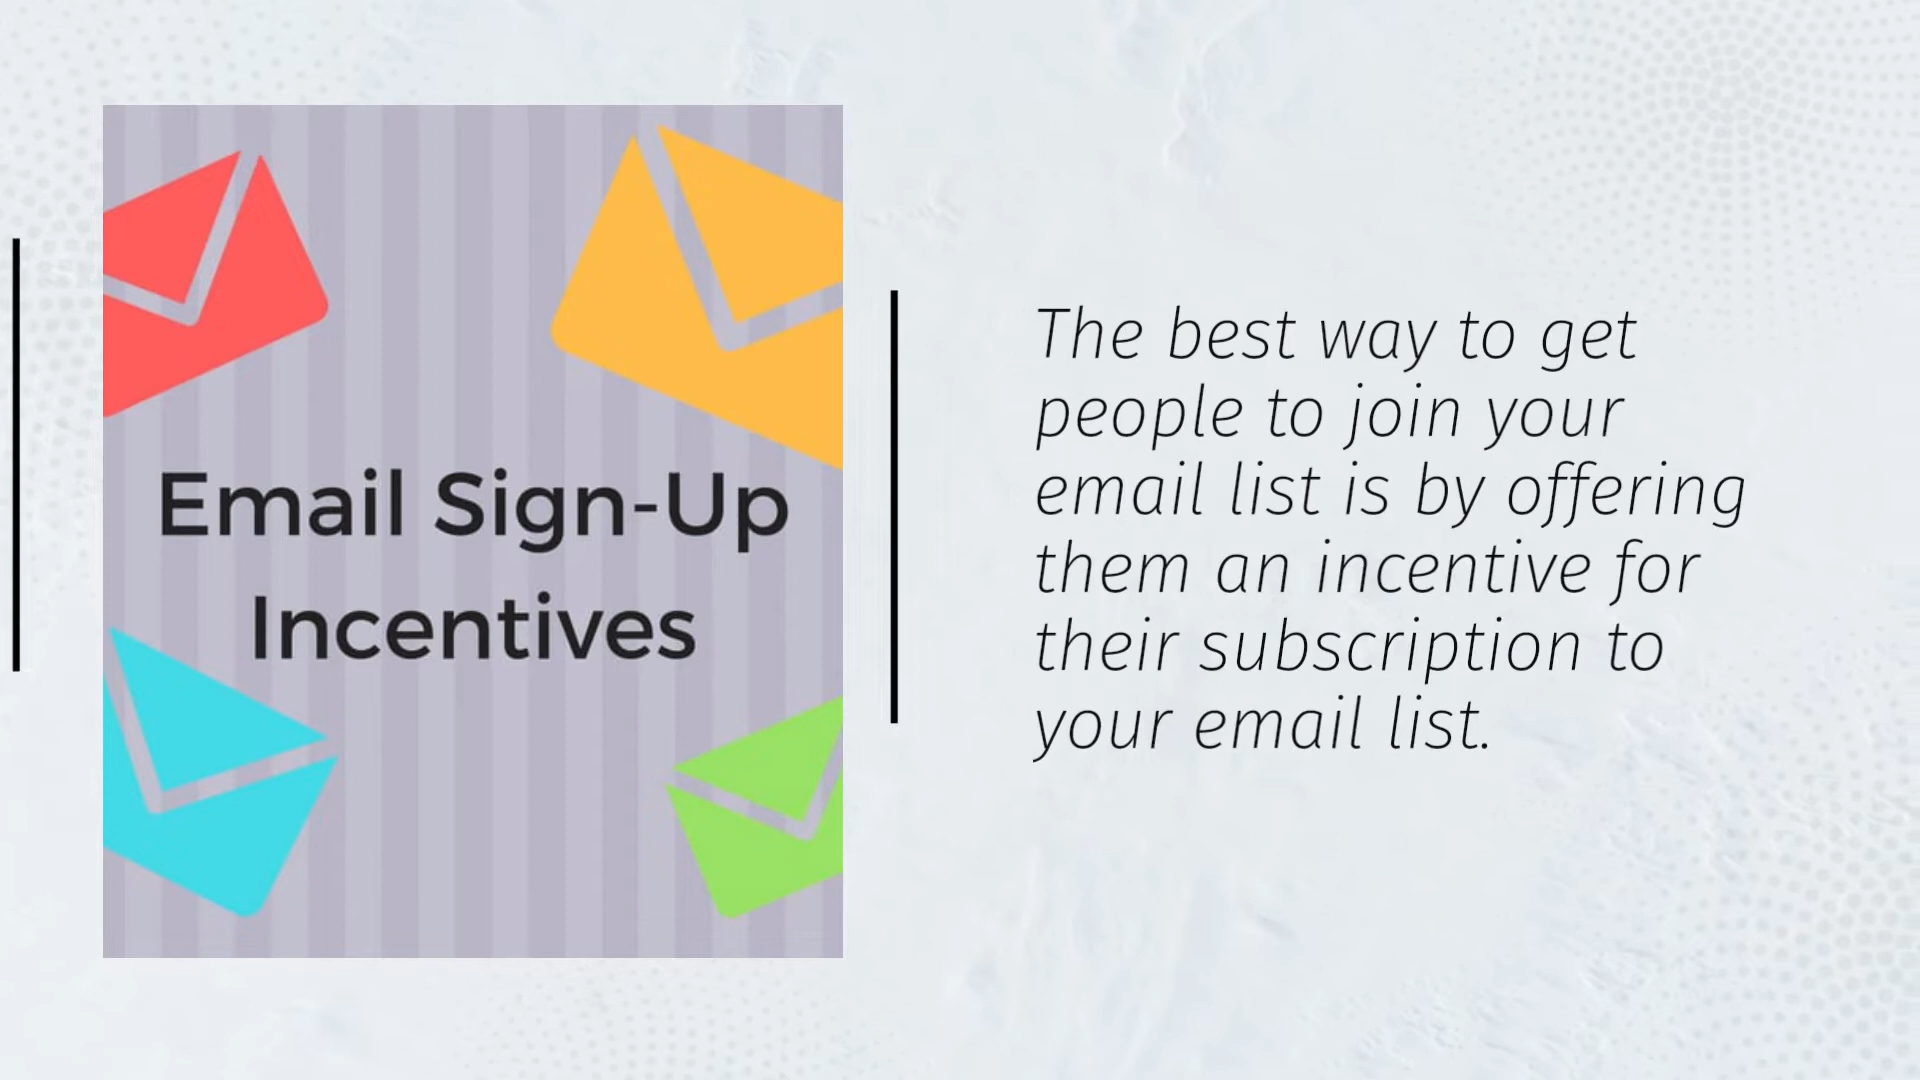 Email Sign-Up
Incentives
The best way to get
people to join your
email list is by offering
them an incentive for
their subscription to
your email list.